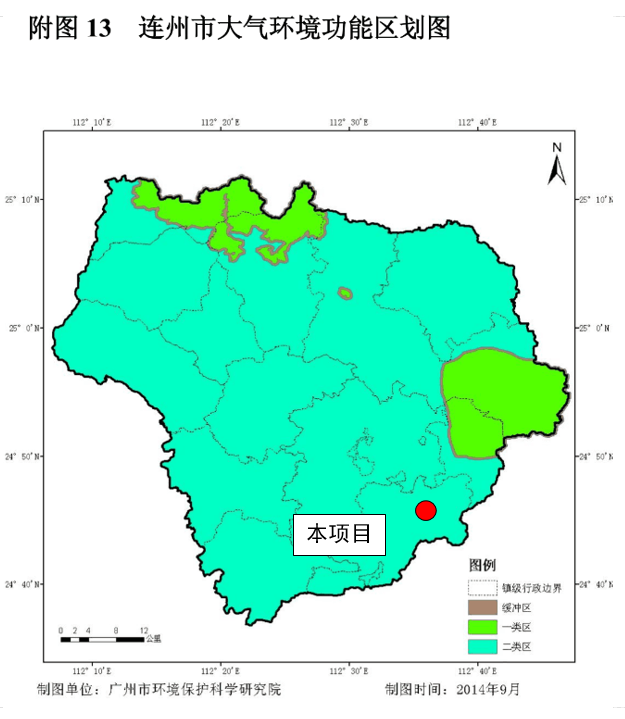 附图 13 连州市大气环境功能区划图
112° 10′E 112° 20′E 112° 30′E 112° 40′E
N
25° 10′N 25° 10′N
25° 0′N 25° 0′N
24° 50′N 24° 50′N
本项目
图例
镇级行政边界
缓冲区
一类区
二类区
24° 40′N 24° 40′N
0 2 4 8 12
公里
112° 10′E 112° 20′E 112° 30′E 112° 40′E
制图单位：广州市环境保护科学研究院 制图时间：2014年9月